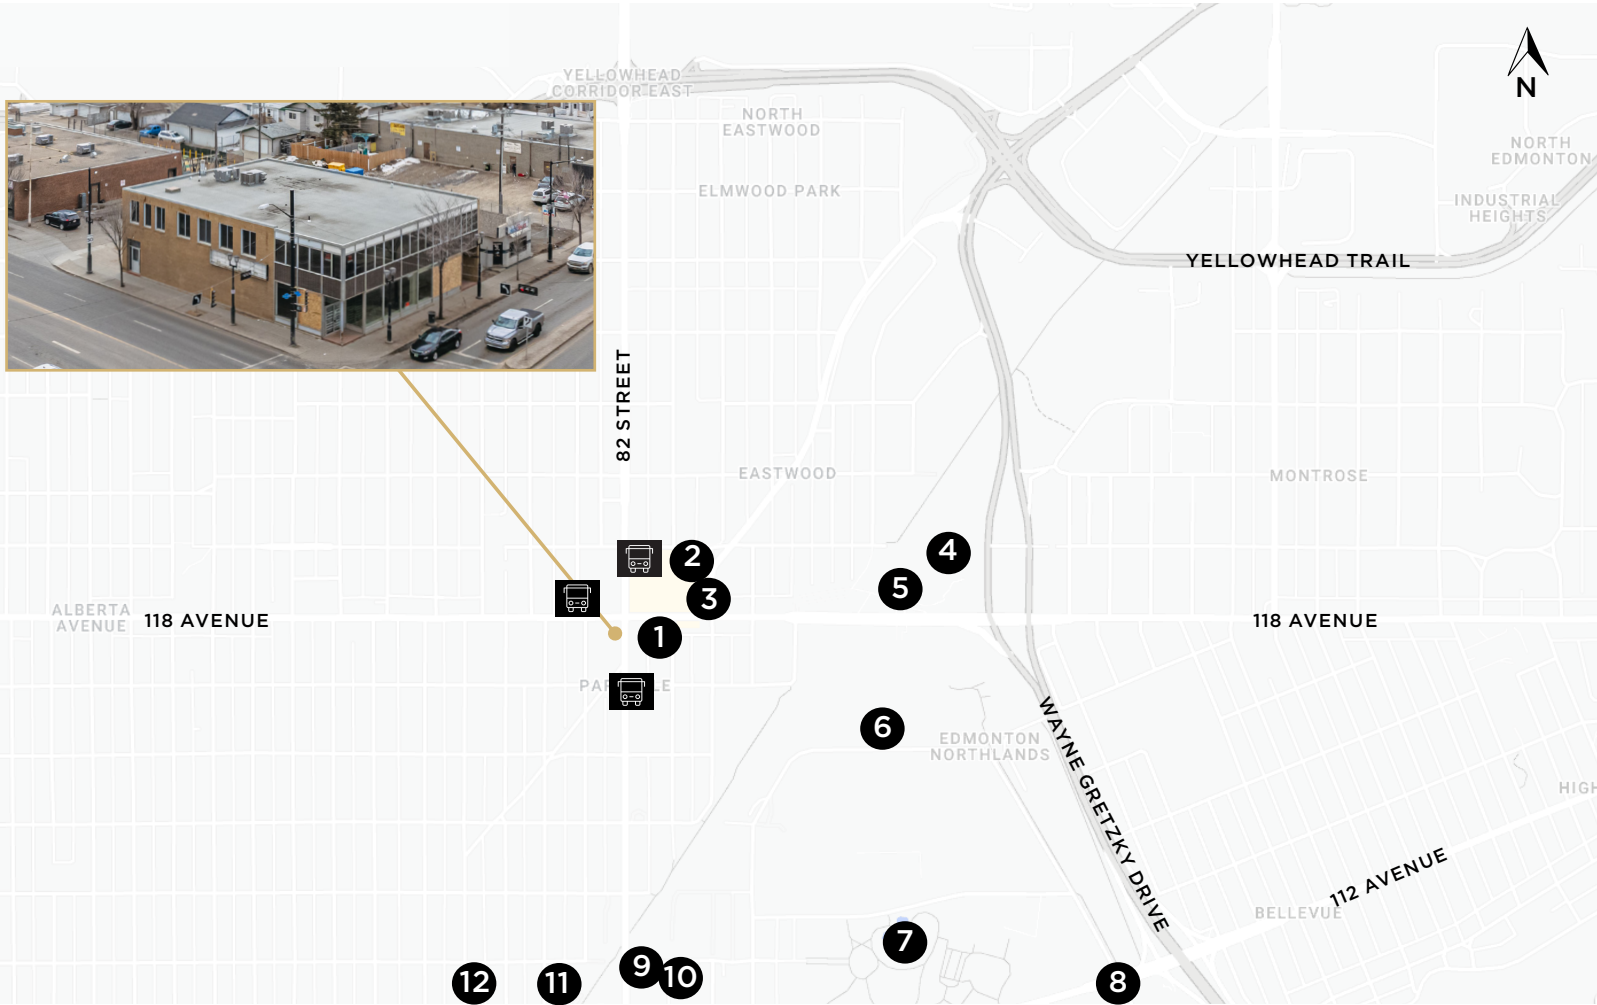 YELLOWHEAD
CORRIDOR EAST
N
NORTH
EASTWOOD
NORTH
EDMONTON
ELMWOOD PARK
INDUSTRIAL
HEIGHTS
YELLOWHEAD TRAIL
82 STREET
EASTWOOD
MONTROSE
2
4
5
3
ALBERTA
AVENUE
118 AVENUE
118 AVENUE
1
6
EDMONTON
NORTHLANDS
WAYNE GRETZKY DRIVE
HIGH
112 AVENUE
BELLEVUE
7
9
10
12
11
8